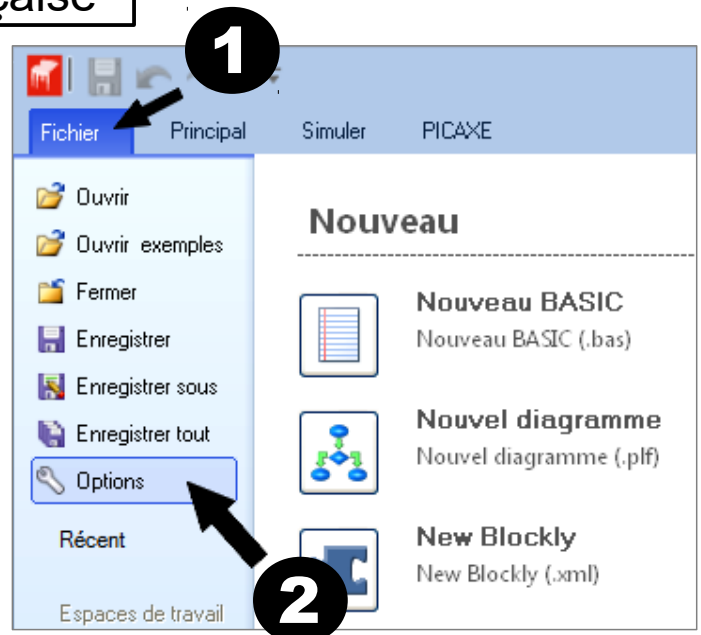 1
Fichier Principal Simuler PICAXE
Ouvrir
Ouvrir exemples
Fermer
Enregistrer
Enregistrer sous
Enregistrer tout
Options
Récent
Espaces de travail
2
Nouveau
Nouveau BASIC
Nouveau BASIC (.bas)
Nouvel diagramme
Nouvel diagramme (.plf)
New Blockly
New Blockly (.xml)